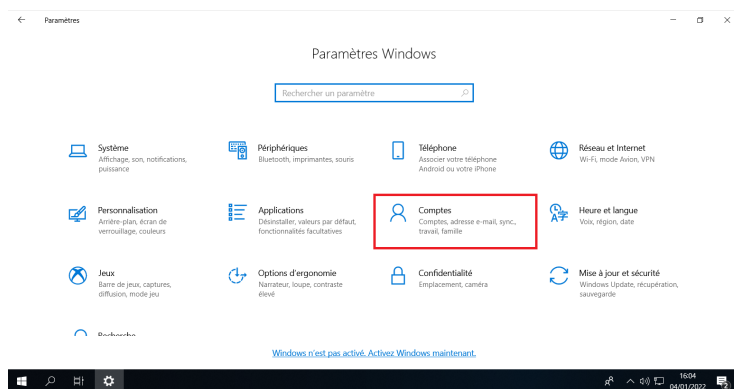 Paramètres
Paramètres Windows
Rechercher un paramètre
Système
Affichage, son, notifications,
puissance
Périphériques
Bluetooth, imprimantes, souris
Téléphone
Associer votre téléphone
Android ou votre iPhone
Réseau et Internet
Wi-Fi, mode Avion, VPN
Personnalisation
Arrière-plan, écran de
verrouillage, couleurs
Applications
Désinstaller, valeurs par défaut,
fonctionnalités facultatives
Comptes
Comptes, adresse e-mail, sync.,
travail, famille
Heure et langue
Voix, région, date
Jeux
Barre de jeux, captures,
diffusion, mode jeu
Options d'ergonomie
Narrateur, loupe, contraste
élevé
Confidentialité
Emplacement, caméra
Mise à jour et sécurité
Windows Update, récupération,
sauvegarde
Recherche
Windows n'est pas activé. Activez Windows maintenant.
16:04
04/01/2022
2